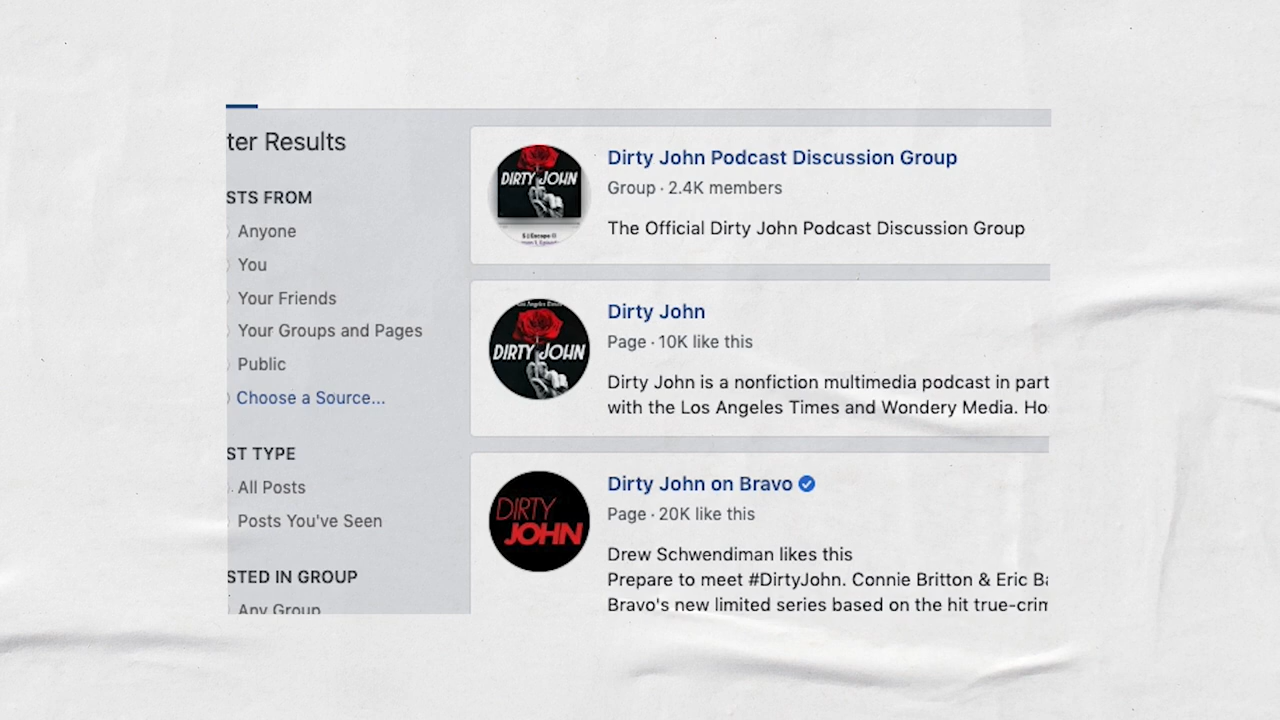 ter Results
STS FROM
Anyone
You
Your Friends
Your Groups and Pages
Public
Choose a Source...
ST TYPE
All Posts
Posts You've Seen
STED IN GROUP
Any Group
DIRTY JOHN
Dirty John Podcast Discussion Group
Group · 2.4K members
The Official Dirty John Podcast Discussion Group
Los Angeles Times
DIRTY JOHN
Dirty John
Page · 10K like this
Dirty John is a nonfiction multimedia podcast in part
with the Los Angeles Times and Wondery Media. Ho
DIRTY
JOHN
Dirty John on Bravo
Page · 20K like this
Drew Schwendiman likes this
Prepare to meet #DirtyJohn. Connie Britton & Eric Ba
Bravo's new limited series based on the hit true-crim